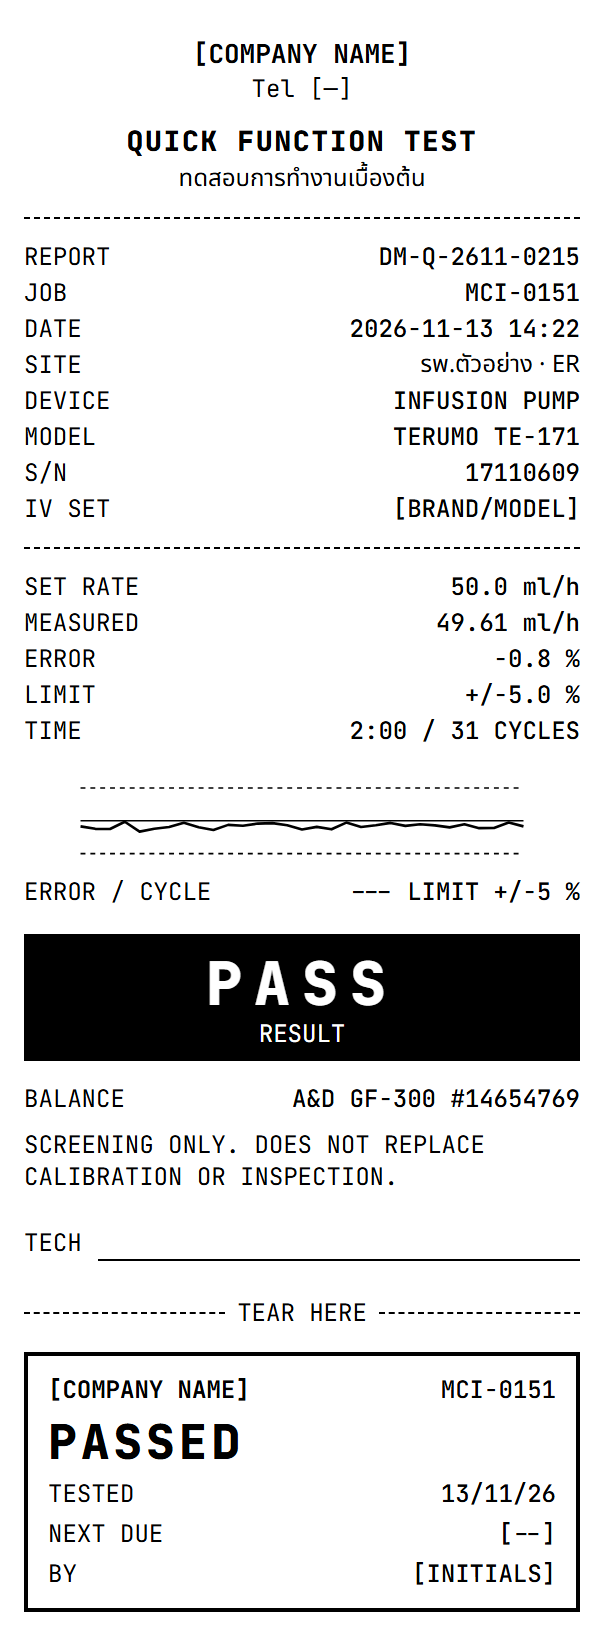 [COMPANY NAME]
Tel [—]
QUICK FUNCTION TEST
ทดสอบการทำงานเบื้องต้น
REPORT DM-Q-2611-0215
JOB MCI-0151
DATE 2026-11-13 14:22
SITE รพ.ตัวอย่าง · ER
DEVICE INFUSION PUMP
MODEL TERUMO TE-171
S/N 17110609
IV SET [BRAND/MODEL]
SET RATE 50.0 ml/h
MEASURED 49.61 ml/h
ERROR -0.8 %
LIMIT +/-5.0 %
TIME 2:00 / 31 CYCLES
ERROR / CYCLE --- LIMIT +/-5 %
PASS
RESULT
BALANCE A&D GF-300 #14654769
SCREENING ONLY. DOES NOT REPLACE
CALIBRATION OR INSPECTION.
TECH
TEAR HERE
[COMPANY NAME] MCI-0151
PASSED
TESTED 13/11/26
NEXT DUE [--]
BY [INITIALS]